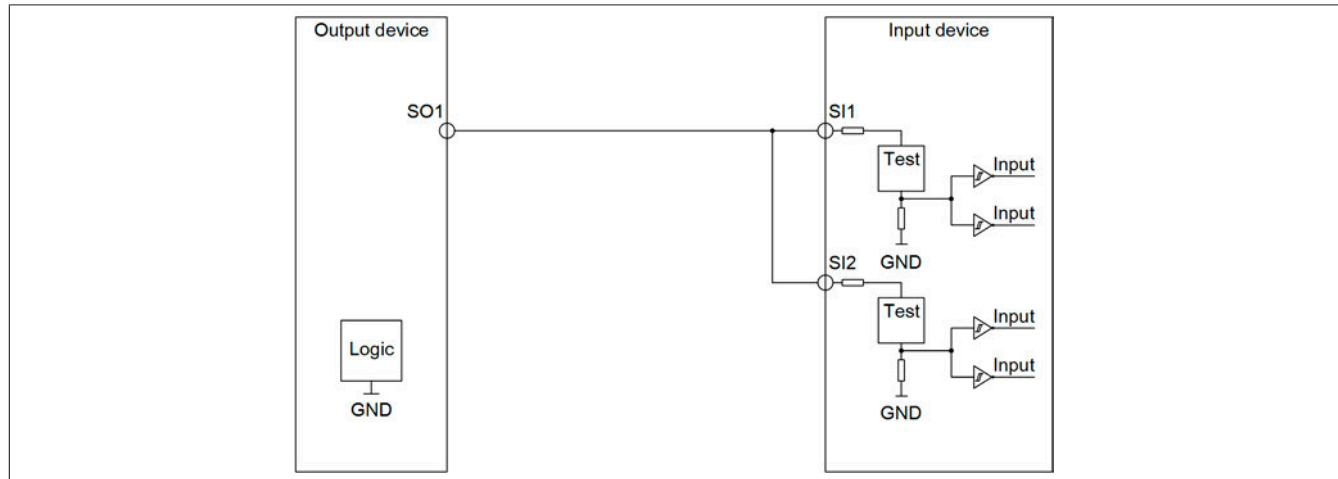 Output device
Input device
SO1
SI1
Test
Input
Input
GND
SI2
Test
Input
Input
GND
Logic
GND